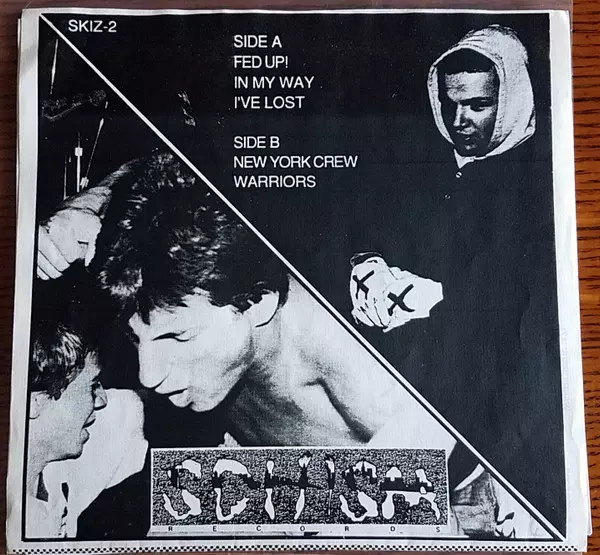 SKIZ-2
SIDE A
FED UP!
IN MY WAY
I'VE LOST
SIDE B
NEW YORK CREW
WARRIORS
X X
SCHISM
RECORDS